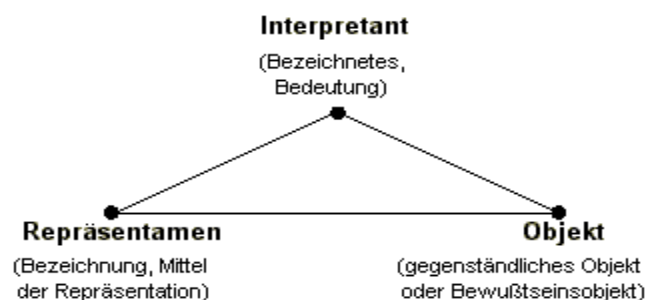 Interpretant
(Bezeichnetes,
Bedeutung)
Repräsentamen
(Bezeichnung, Mittel
der Repräsentation)
Objekt
(gegenständliches Objekt
oder Bewußtseinsobjekt)